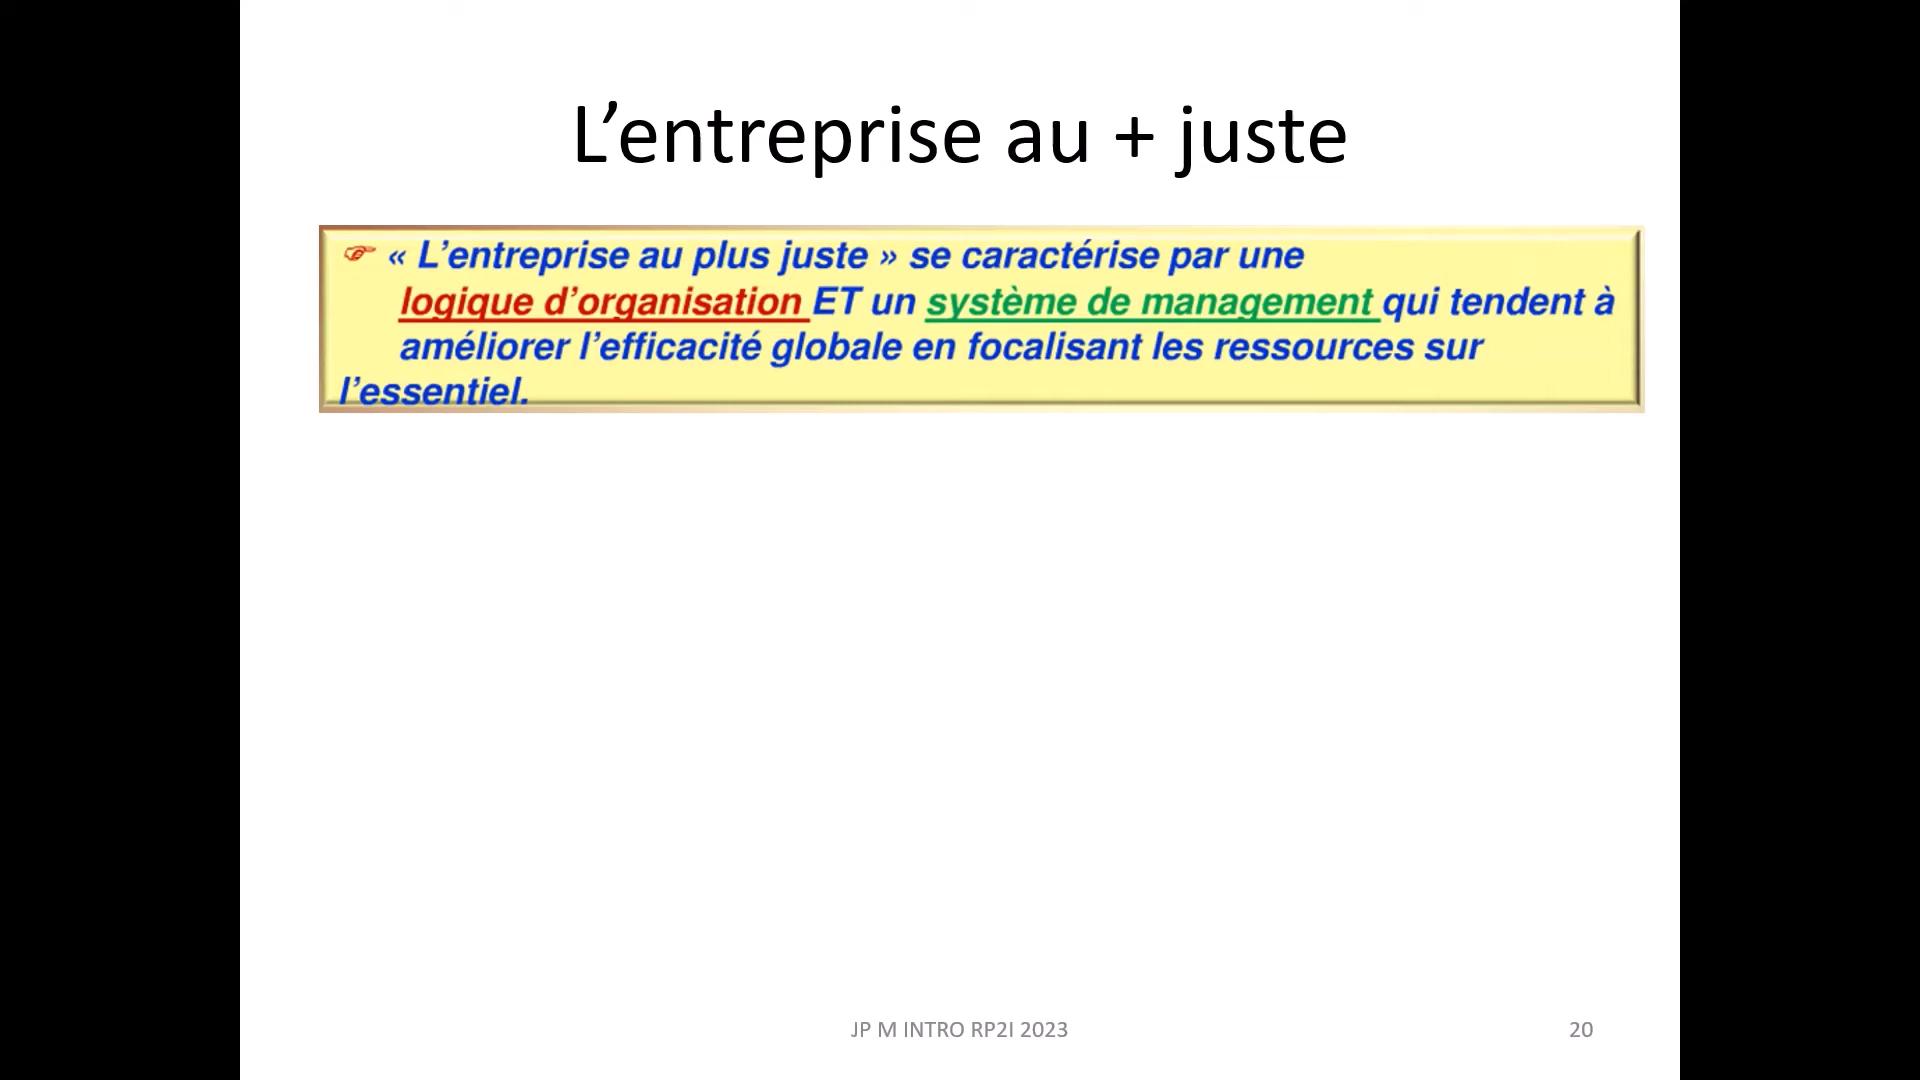 L’entreprise au + juste
☞ « L’entreprise au plus juste » se caractérise par une
logique d’organisation ET un système de management qui tendent à
améliorer l’efficacité globale en focalisant les ressources sur
l’essentiel.
JP M INTRO RP2I 2023
20